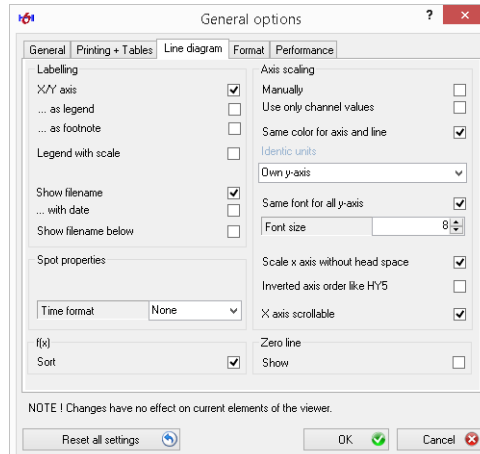 General options
?
X
General
Printing + Tables
Line diagram
Format
Performance
Labelling
X/Y axis
... as legend
... as footnote
Legend with scale
Show filename
... with date
Show filename below
Spot properties
Time format
None
f(x)
Sort
Axis scaling
Manually
Use only channel values
Same color for axis and line
Identic units
Own y-axis
Same font for all y-axis
Font size
8
Scale x axis without head space
Inverted axis order like HY5
X axis scrollable
Zero line
Show
NOTE ! Changes have no effect on current elements of the viewer.
Reset all settings
OK
Cancel